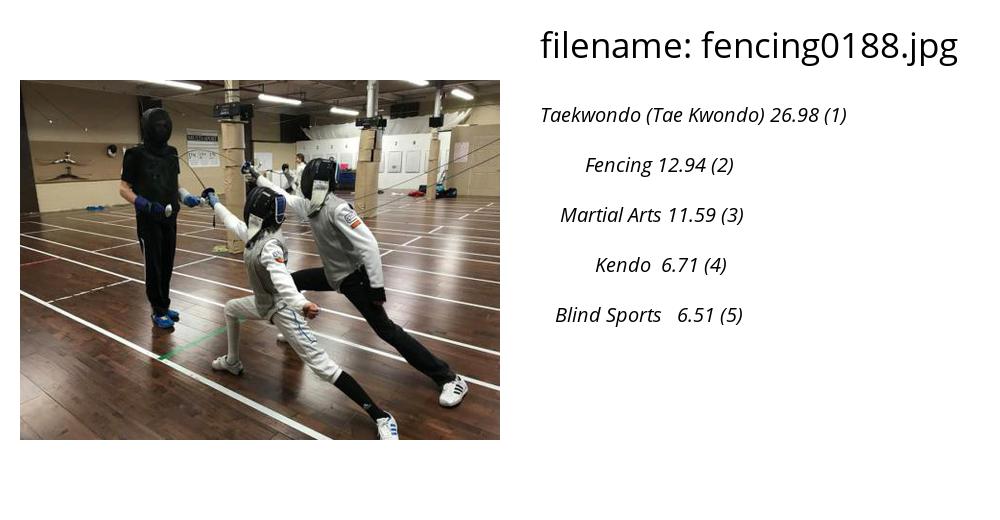 filename: fencing0188.jpg
Taekwondo (Tae Kwondo) 26.98 (1)
Fencing 12.94 (2)
Martial Arts 11.59 (3)
Kendo 6.71 (4)
Blind Sports 6.51 (5)